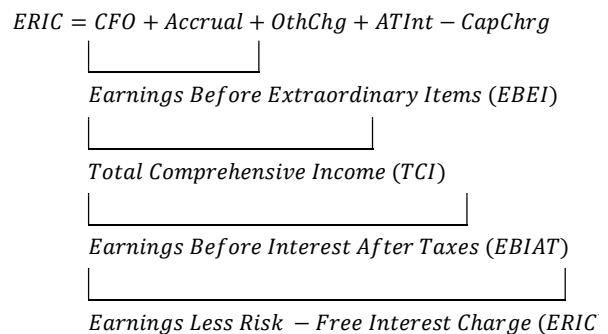 ERIC = CFO + Accrual + OthChg + ATInt − CapChrg
Earnings Before Extraordinary Items (EBEI)
Total Comprehensive Income (TCI)
Earnings Before Interest After Taxes (EBIAT)
Earnings Less Risk − Free Interest Charge (ERIC)